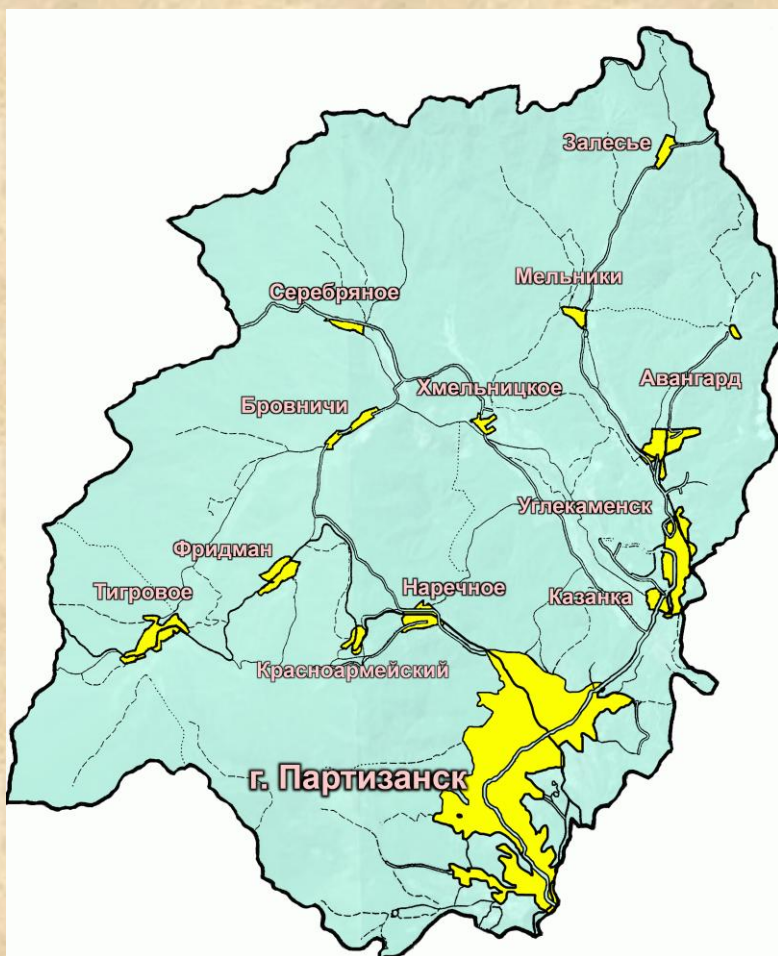 Залесье
Мельники
Серебряное
Авангард
Хмельницкое
Бровничи
Углекаменск
Фридман
Тигровое
Наречное
Казанка
Красноармейский
г. Партизанск